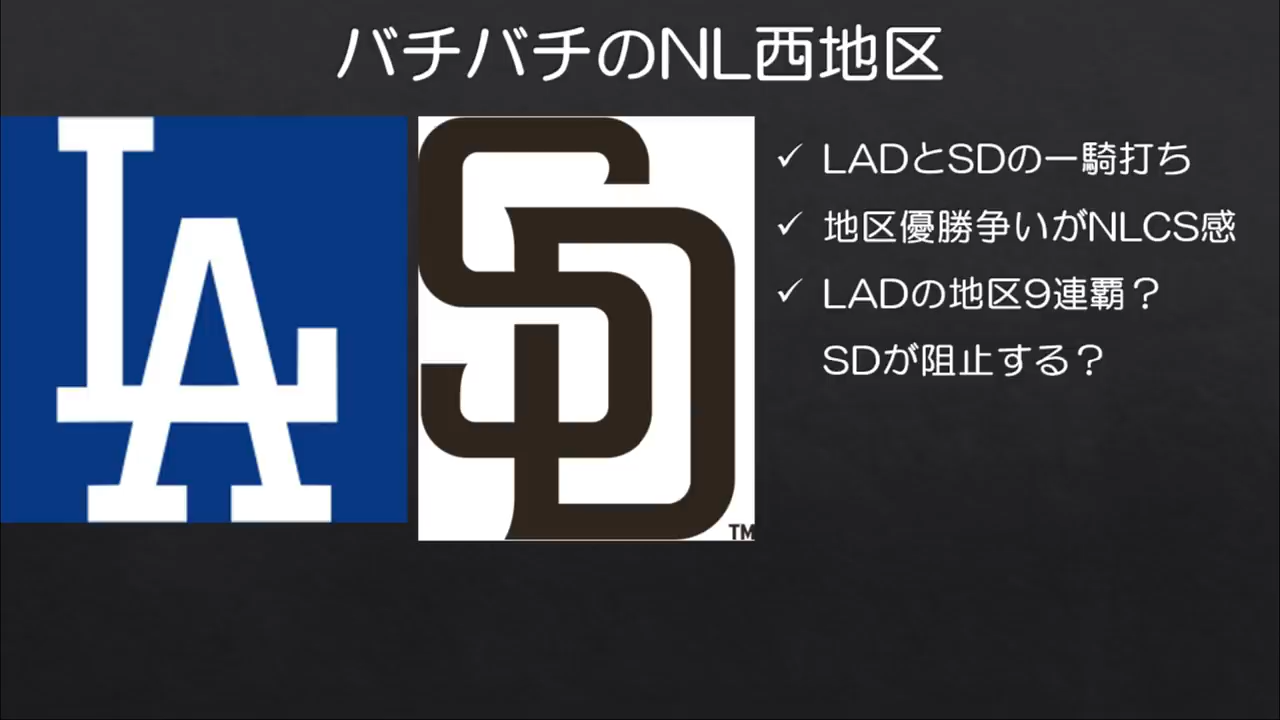 バチバチのNL西地区
LA
SD
TM
✓ LADとSDの一騎打ち
✓ 地区優勝争いがNLCS感
✓ LADの地区9連覇？
SDが阻止する？